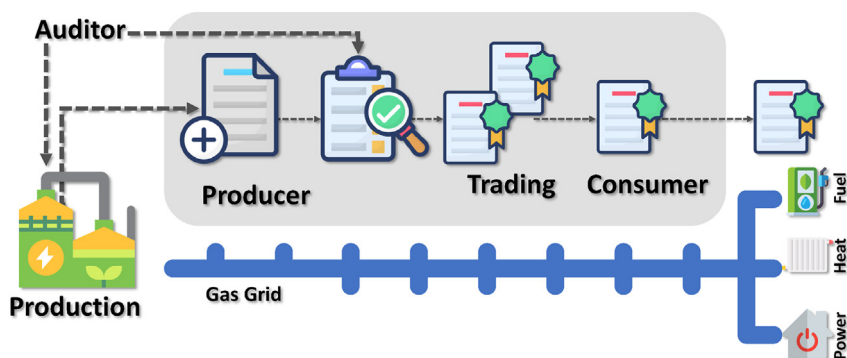 Auditor
Producer
Trading
Consumer
Production
Gas Grid
Fuel
Heat
Power